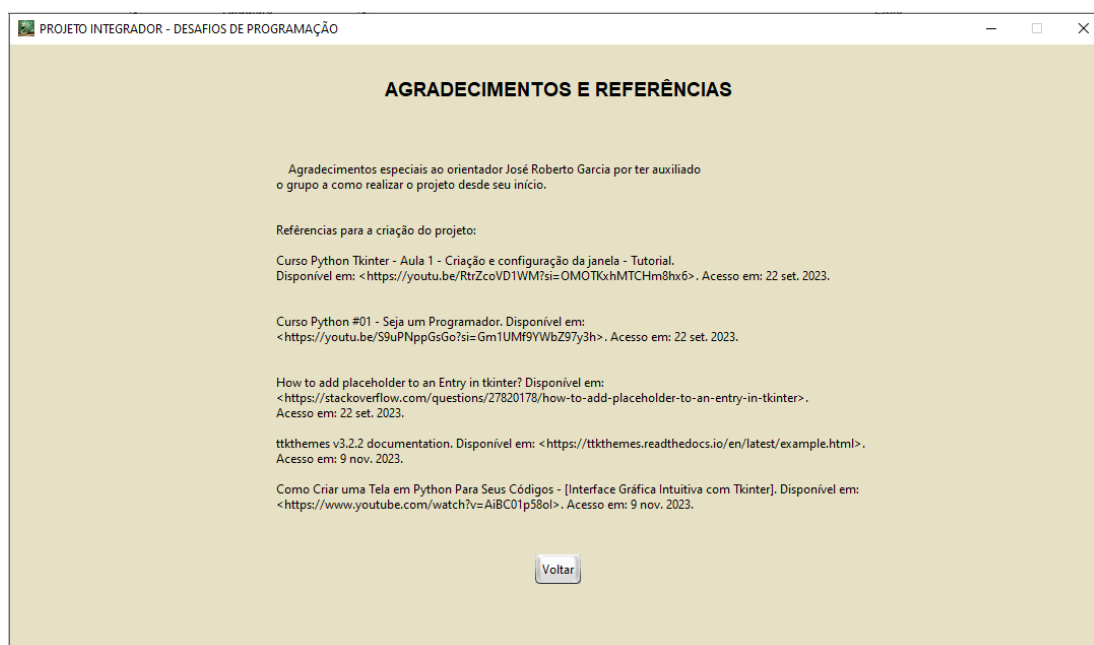 PROJETO INTEGRADOR - DESAFIOS DE PROGRAMAÇÃO
AGRADECIMENTOS E REFERÊNCIAS
Agradecimentos especiais ao orientador José Roberto Garcia por ter auxiliado
o grupo a como realizar o projeto desde seu início.
Refêrencias para a criação do projeto:
Curso Python Tkinter - Aula 1 - Criação e configuração da janela - Tutorial.
Disponível em: <https://youtu.be/RtrZcoVD1WM?si=OMOTKxhMTCHm8hx6>. Acesso em: 22 set. 2023.
Curso Python #01 - Seja um Programador. Disponível em:
<https://youtu.be/S9uPNppGsGo?si=Gm1UMf9YWbZ97y3h>. Acesso em: 22 set. 2023.
How to add placeholder to an Entry in tkinter? Disponível em:
<https://stackoverflow.com/questions/27820178/how-to-add-placeholder-to-an-entry-in-tkinter>.
Acesso em: 22 set. 2023.
ttkthemes v3.2.2 documentation. Disponível em: <https://ttkthemes.readthedocs.io/en/latest/example.html>.
Acesso em: 9 nov. 2023.
Como Criar uma Tela em Python Para Seus Códigos - [Interface Gráfica Intuitiva com Tkinter]. Disponível em:
<https://www.youtube.com/watch?v=AiBC01p58oI>. Acesso em: 9 nov. 2023.
Voltar